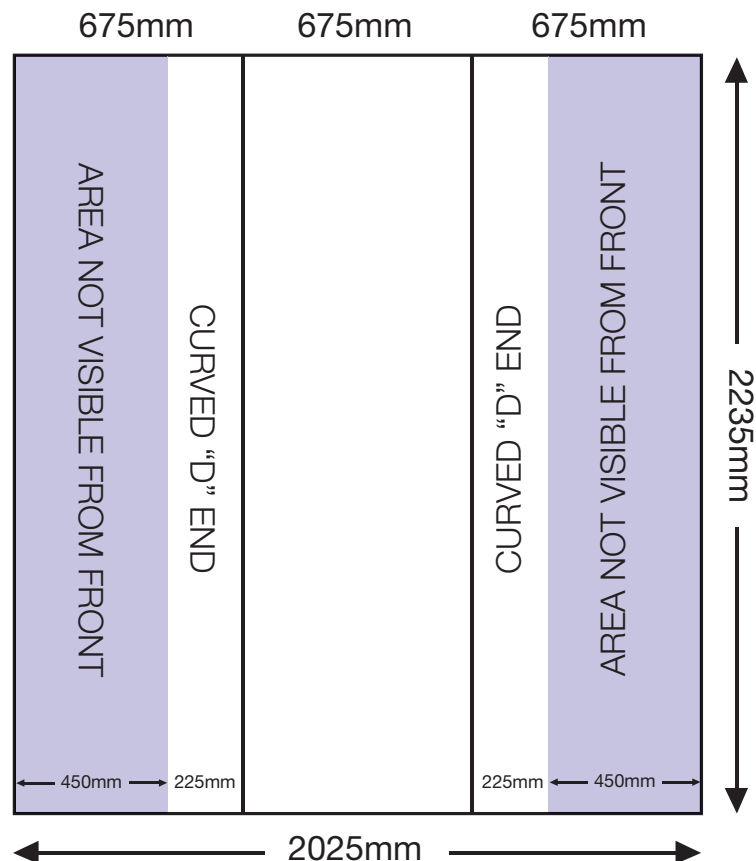 675mm
675mm
675mm
AREA NOT VISIBLE FROM FRONT
CURVED “D” END
CURVED “D” END
AREA NOT VISIBLE FROM FRONT
2235mm
450mm
225mm
225mm
450mm
2025mm